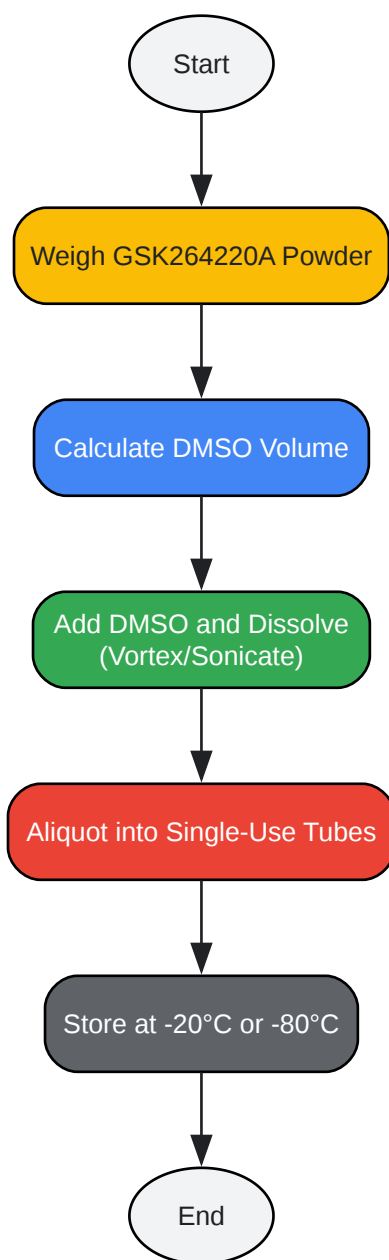 Start
Weigh GSK264220A Powder
Calculate DMSO Volume
Add DMSO and Dissolve
(Vortex/Sonicate)
Aliquot into Single-Use Tubes
Store at -20°C or -80°C
End